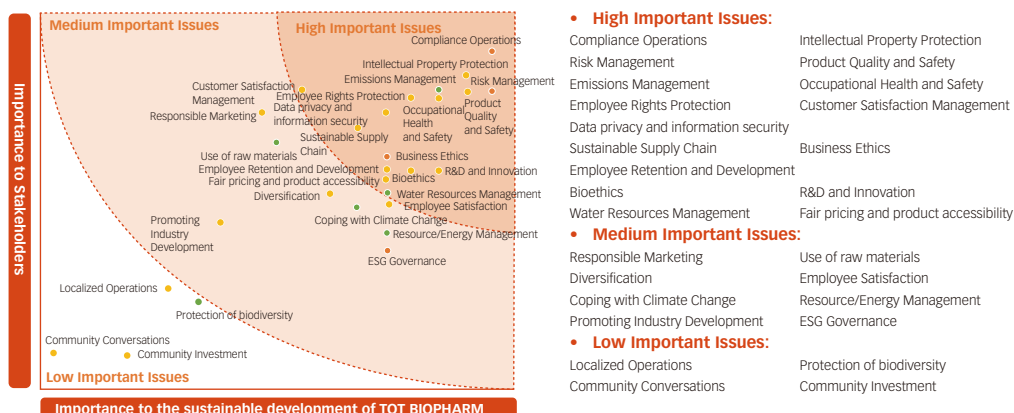 Importance to Stakeholders
Medium Important Issues
High Important Issues
Compliance Operations
Intellectual Property Protection
Emissions Management
Risk Management
Customer Satisfaction
Management
Employee Rights Protection
Responsible Marketing
Data privacy and
information security
Occupational
Health
and Safety
Product
Quality
and Safety
Sustainable Supply
Chain
Use of raw materials
Business Ethics
Employee Retention and Development
R&D and Innovation
Fair pricing and product accessibility
Bioethics
Diversification
Water Resources Management
Employee Satisfaction
Promoting
Industry
Development
Coping with Climate Change
Resource/Energy Management
ESG Governance
Localized Operations
Protection of biodiversity
Community Conversations
Community Investment
Low Important Issues
Importance to the sustainable development of TOT BIOPHARM
• High Important Issues:
Compliance Operations Intellectual Property Protection
Risk Management Product Quality and Safety
Emissions Management Occupational Health and Safety
Employee Rights Protection Customer Satisfaction Management
Data privacy and information security
Sustainable Supply Chain Business Ethics
Employee Retention and Development
Bioethics R&D and Innovation
Water Resources Management Fair pricing and product accessibility
• Medium Important Issues:
Responsible Marketing Use of raw materials
Diversification Employee Satisfaction
Coping with Climate Change Resource/Energy Management
Promoting Industry Development ESG Governance
• Low Important Issues:
Localized Operations Protection of biodiversity
Community Conversations Community Investment